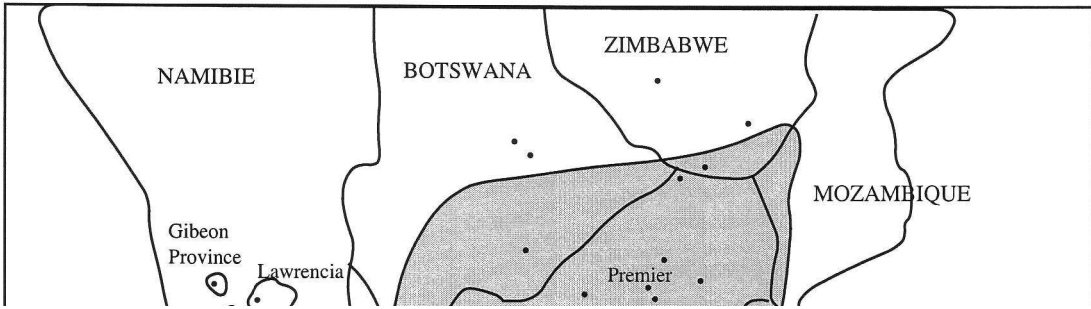 ZIMBABWE
BOTSWANA
NAMIBIE
MOZAMBIQUE
Gibeon
Province
Lawrencia
Premier